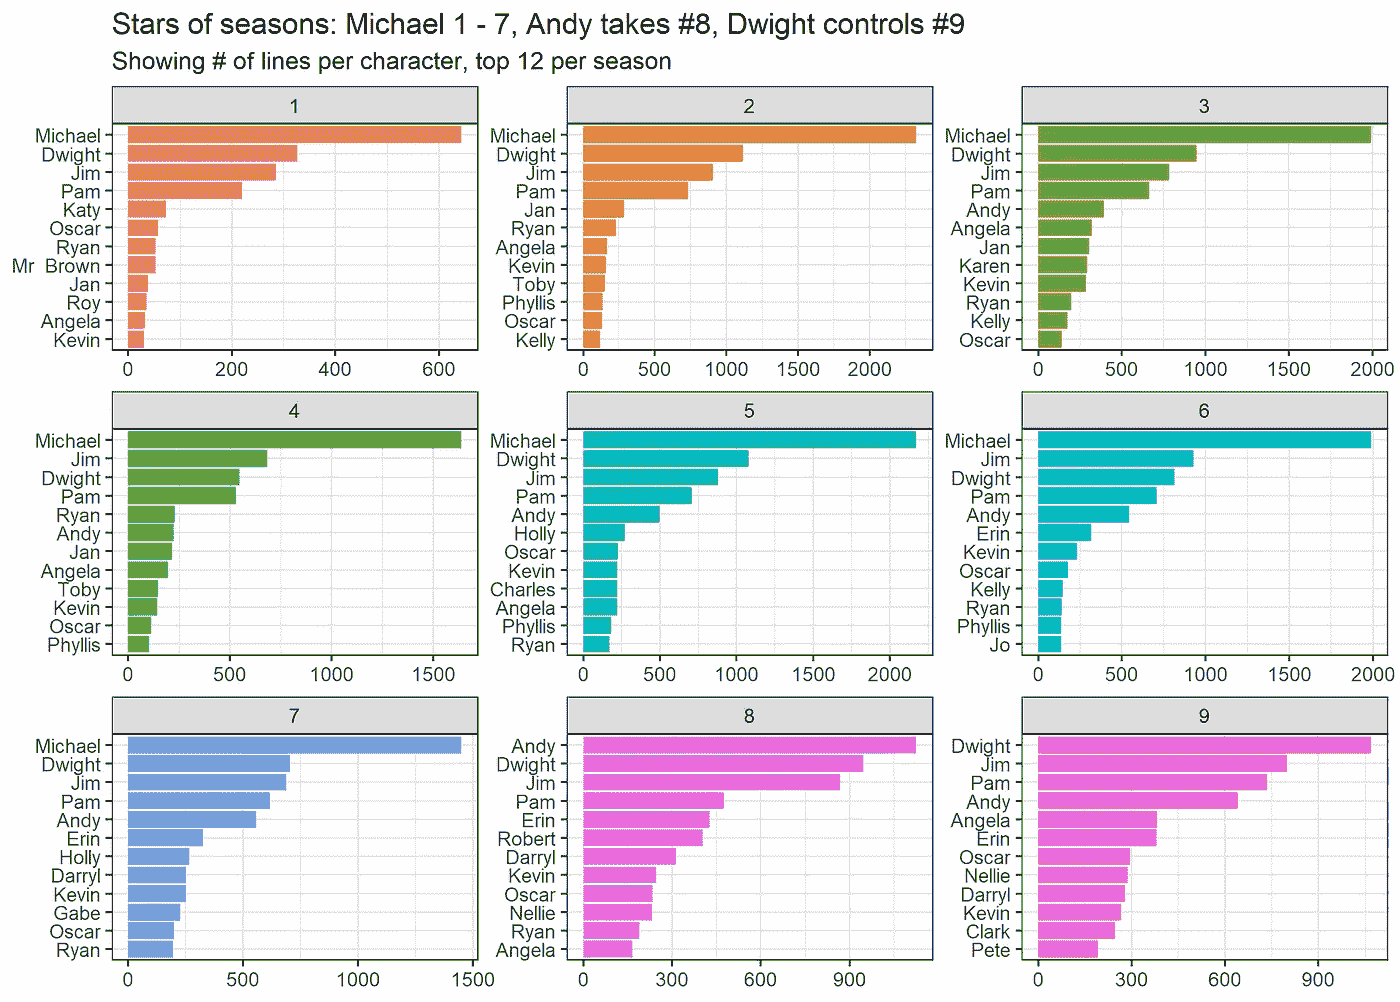 Stars of seasons: Michael 1 - 7, Andy takes #8, Dwight controls #9
Showing # of lines per character, top 12 per season
1
Michael
Dwight
Jim
Pam
Katy
Oscar
Ryan
Mr Brown
Jan
Roy
Angela
Kevin
0 200 400 600
2
Michael
Dwight
Jim
Pam
Jan
Ryan
Angela
Kevin
Toby
Phyllis
Oscar
Kelly
0 500 1000 1500 2000
3
Michael
Dwight
Jim
Pam
Andy
Angela
Jan
Karen
Kevin
Ryan
Kelly
Oscar
0 500 1000 1500 2000
4
Michael
Jim
Dwight
Pam
Ryan
Andy
Jan
Angela
Toby
Kevin
Oscar
Phyllis
0 500 1000 1500
5
Michael
Dwight
Jim
Pam
Andy
Holly
Oscar
Kevin
Charles
Angela
Phyllis
Ryan
0 500 1000 1500 2000
6
Michael
Jim
Dwight
Pam
Andy
Erin
Kevin
Oscar
Kelly
Ryan
Phyllis
Jo
0 500 1000 1500 2000
7
Michael
Dwight
Jim
Pam
Andy
Erin
Holly
Darryl
Kevin
Gabe
Oscar
Ryan
0 500 1000 1500
8
Andy
Dwight
Jim
Pam
Erin
Robert
Darryl
Kevin
Oscar
Nellie
Ryan
Angela
0 300 600 900
9
Dwight
Jim
Pam
Andy
Angela
Erin
Oscar
Nellie
Darryl
Kevin
Clark
Pete
0 300 600 900